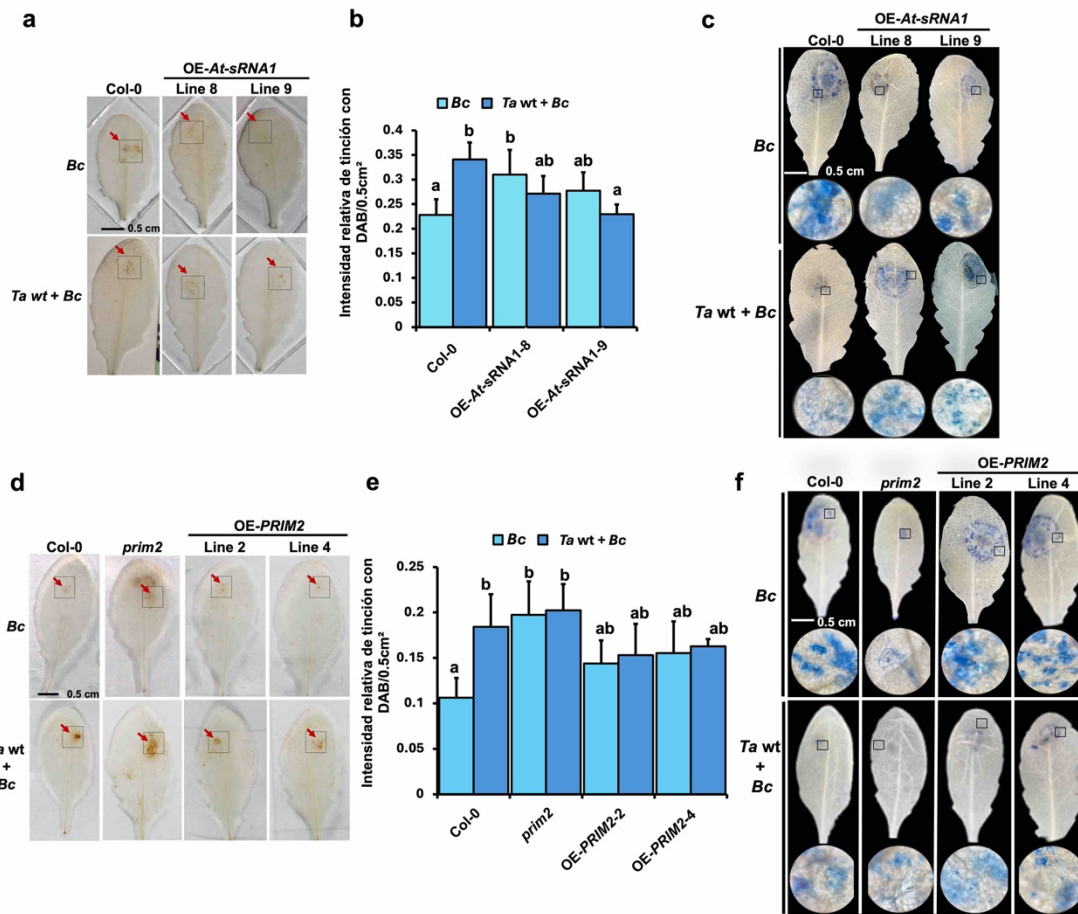 a
OE-At-sRNA1
Col-0 Line 8 Line 9
Bc
0.5 cm
Ta wt + Bc
b
Bc Ta wt + Bc
Intensidad relativa de tinción con
DAB/0.5cm²
0.4
0.35
0.3
0.25
0.2
0.15
0.1
0.05
0
a b b ab ab a
Col-0
OE-At-sRNA1-8
OE-At-sRNA1-9
c
OE-At-sRNA1
Col-0 Line 8 Line 9
Bc
0.5 cm
Ta wt + Bc
d
OE-PRIM2
Col-0 prim2 Line 2 Line 4
Bc
0.5 cm
a wt
+
Bc
e
Bc Ta wt + Bc
Intensidad relativa de tinción con
DAB/0.5cm²
0.25
0.2
0.15
0.1
0.05
0
a b b b ab ab ab ab
Col-0
prim2
OE-PRIM2-2
OE-PRIM2-4
f
OE-PRIM2
Col-0 prim2 Line 2 Line 4
Bc
0.5 cm
Ta wt
+
Bc